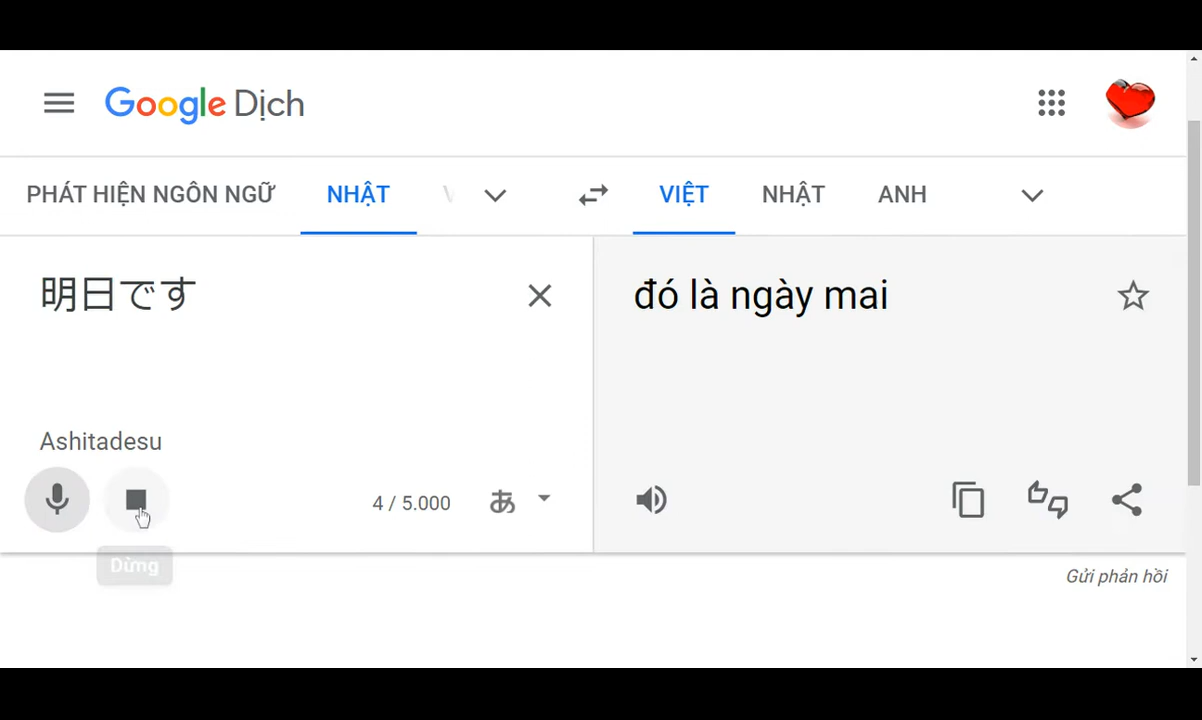 Google Dịch
PHÁT HIỆN NGÔN NGỮ NHẬT VIỆT NHẬT ANH
明日です
đó là ngày mai
Ashitadesu
4 / 5.000 あ
Dừng
Gửi phản hồi